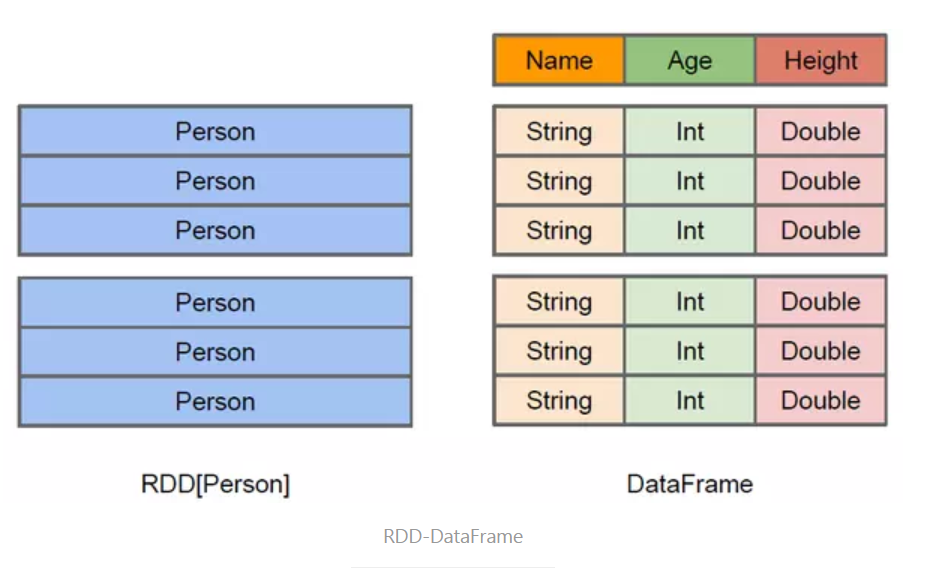 Name Age Height
Person
Person
Person
String Int Double
String Int Double
String Int Double
Person
Person
Person
String Int Double
String Int Double
String Int Double
RDD[Person]
DataFrame
RDD-DataFrame